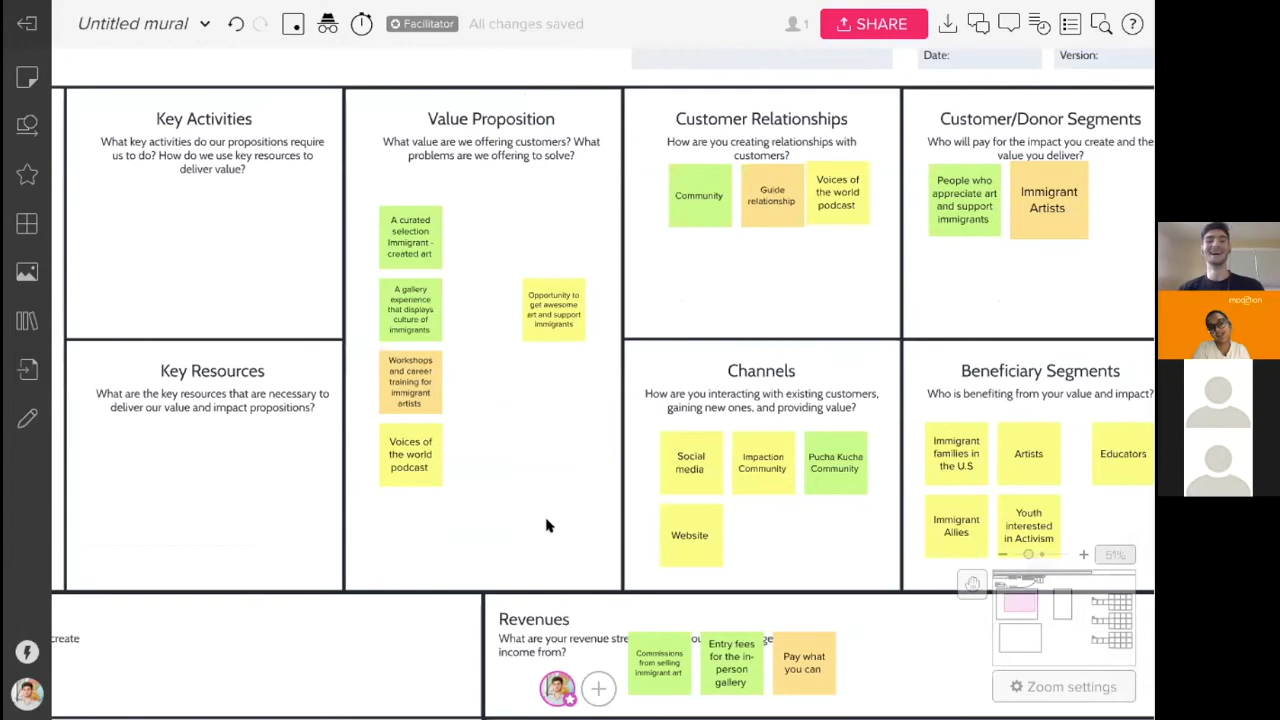 Untitled mural
Facilitator
All changes saved
1
SHARE
?
Date:
Version:
Key Activities
What key activities do our propositions require
us to do? How do we use key resources to
deliver value?
Value Proposition
What value are we offering customers? What
problems are we offering to solve?
A curated
selection
Immigrant -
created art
A gallery
experience
that displays
culture of
immigrants
Opportunity to
get awesome
art and support
immigrants
Workshops
and career
training for
immigrant
artists
Voices of
the world
podcast
Customer Relationships
How are you creating relationships with
customers?
Community
Guide
relationship
Voices of
the world
podcast
Customer/Donor Segments
Who will pay for the impact you create and the
value you deliver?
People who
appreciate art
and support
immigrants
Immigrant
Artists
Key Resources
What are the key resources that are necessary to
deliver our value and impact propositions?
Channels
How are you interacting with existing customers,
gaining new ones, and providing value?
Social
media
Impaction
Community
Pucha Kucha
Community
Website
Beneficiary Segments
Who is benefiting from your value and impact?
Immigrant
families in
the U.S
Artists
Educators
Immigrant
Allies
Youth
interested
in Activism
51%
create
Revenues
What are your revenue stre
income from?
Commissions
from selling
immigrant art
Entry fees
for the in-
person
gallery
Pay what
you can
Zoom settings